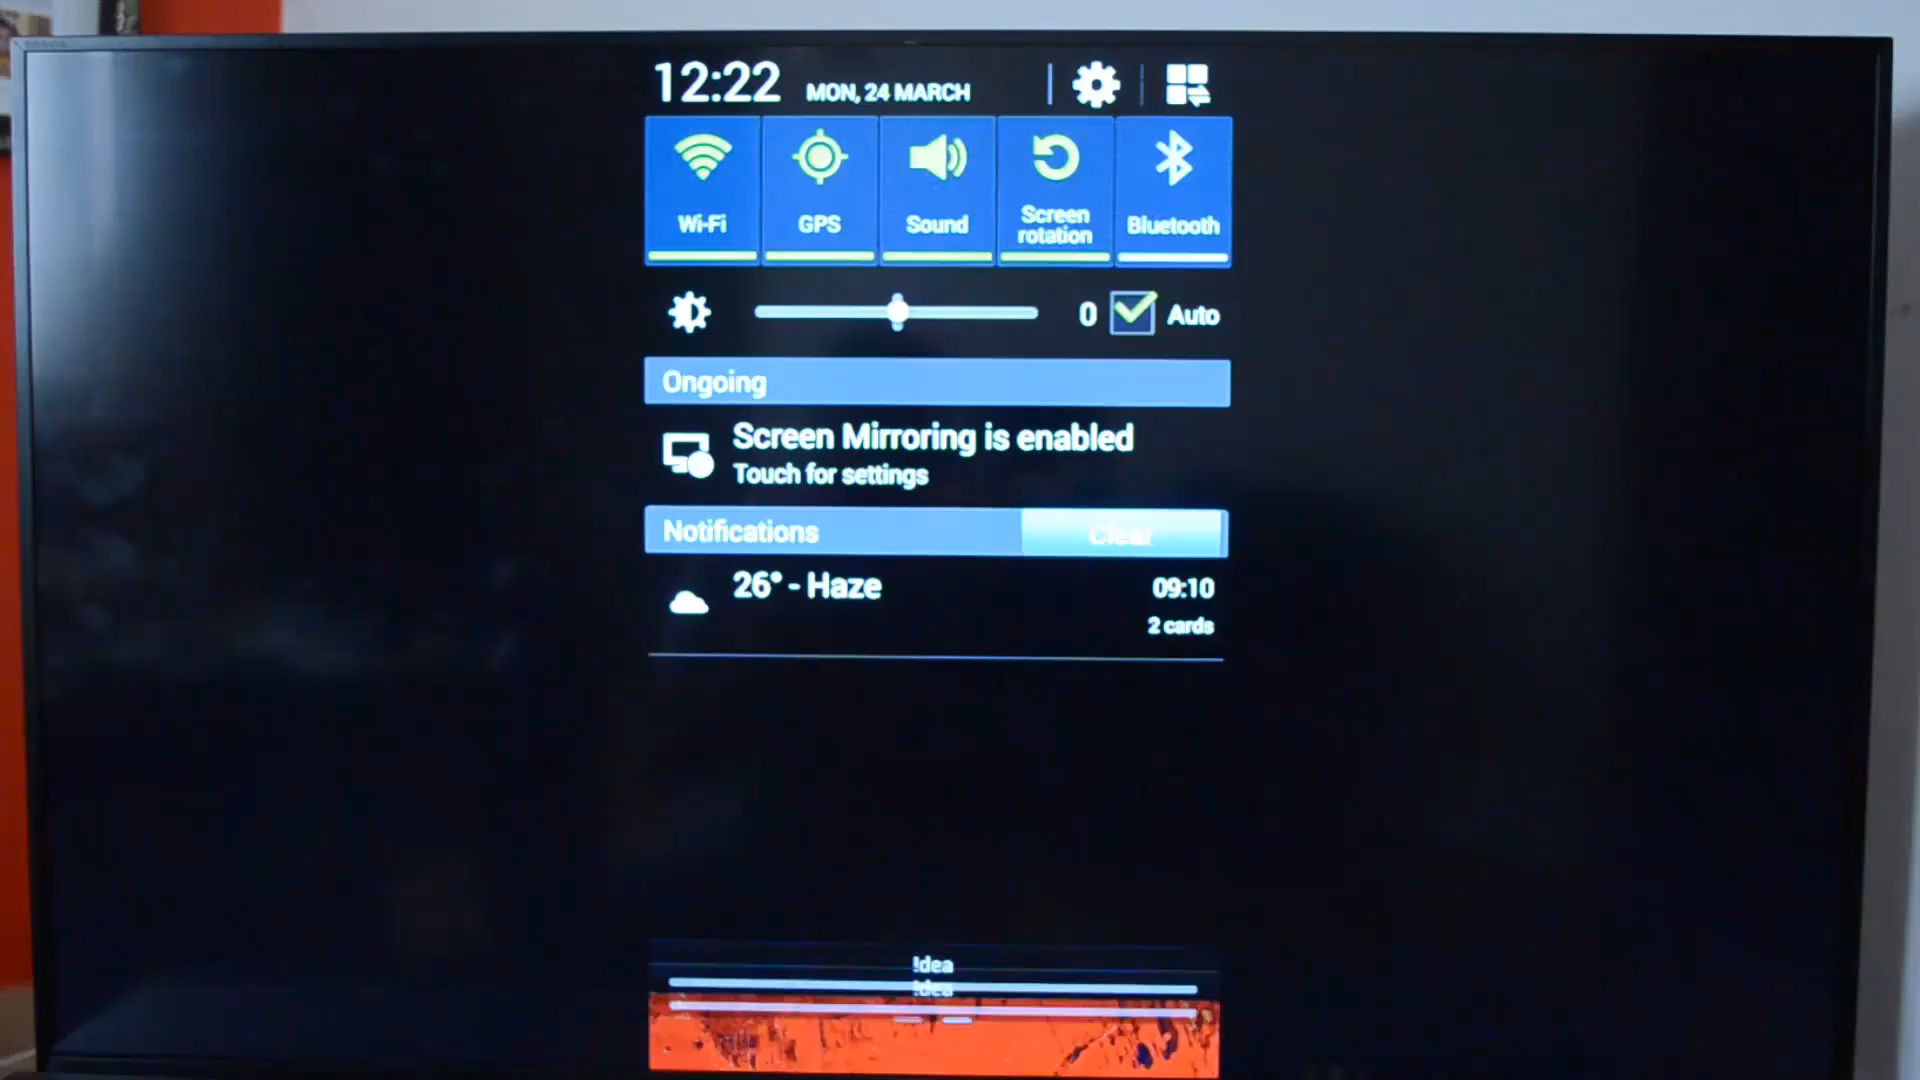 12:22 MON, 24 MARCH
Wi-Fi GPS Sound Screen rotation Bluetooth
0 Auto
Ongoing
Screen Mirroring is enabled
Touch for settings
Notifications Clear
26° - Haze 09:10
2 cards
!dea
!dea